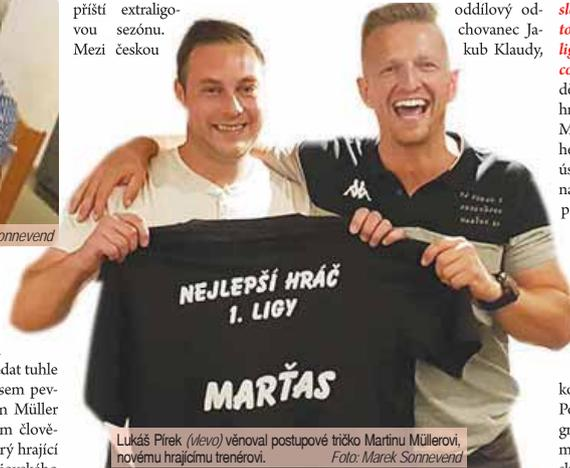 příští extraligo-
vou sezónu.
Mezi českou
oddílový od-
chovanec Ja-
kub Klaudy,
onnevend
NEJLEPŠÍ HRÁČ
1. LIGY
MARŤAS
dat tuhle
sem pev-
n Müller
m člově-
rý hrající
Lukáš Pírek (vlevo) věnoval postupové tričko Martinu Müllerovi,
novému hrajícímu trenérovi. Foto: Marek Sonnevend